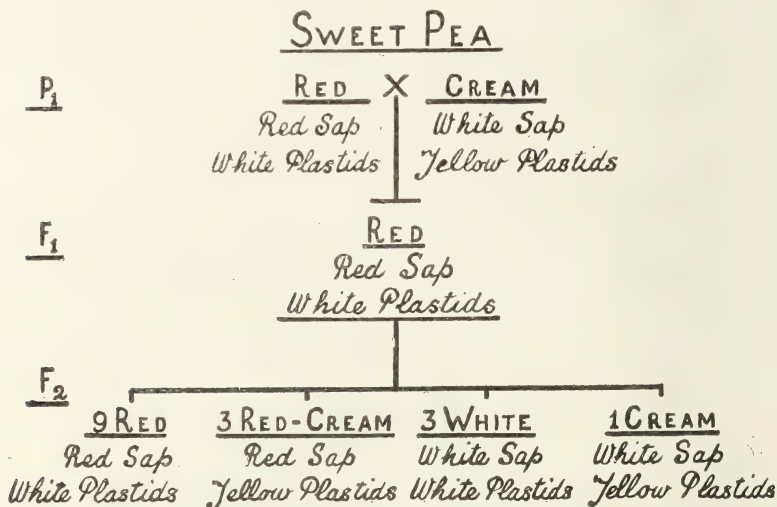 SWEET PEA
P1 RED X CREAM
Red Sap White Sap
White Plastids Yellow Plastids
F1 RED
Red Sap
White Plastids
F2
9 RED 3 RED-CREAM 3 WHITE 1 CREAM
Red Sap Red Sap White Sap White Sap
White Plastids Yellow Plastids White Plastids Yellow Plastids